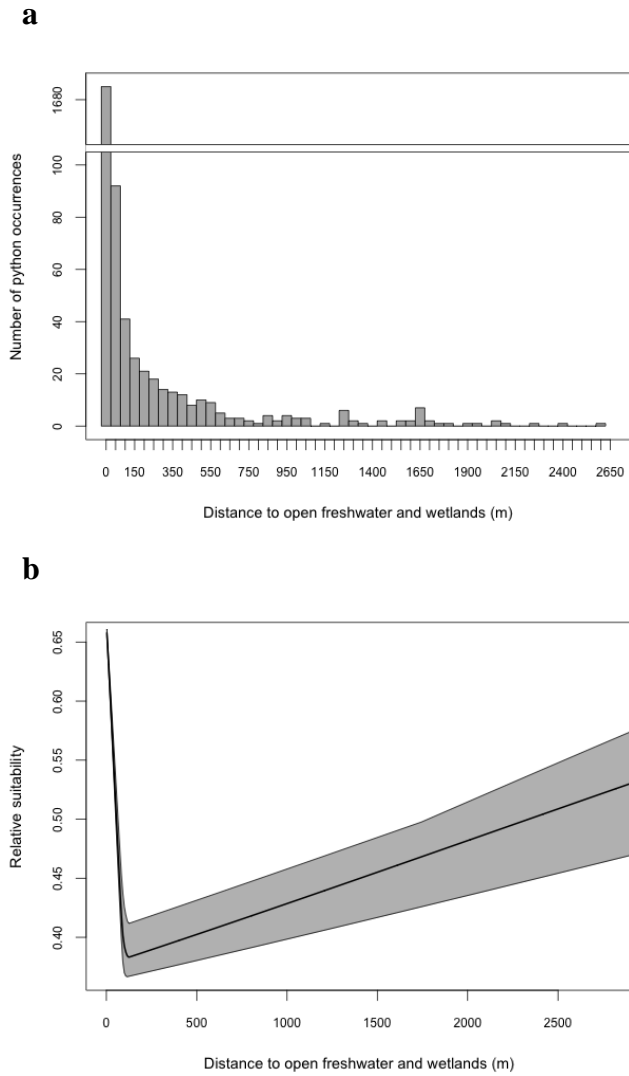 a
1680
100
80
60
40
20
0
Number of python occurrences
0 150 350 550 750 950 1150 1400 1650 1900 2150 2400 2650
Distance to open freshwater and wetlands (m)
b
0.65
0.60
0.55
0.50
0.45
0.40
Relative suitability
0 500 1000 1500 2000 2500
Distance to open freshwater and wetlands (m)